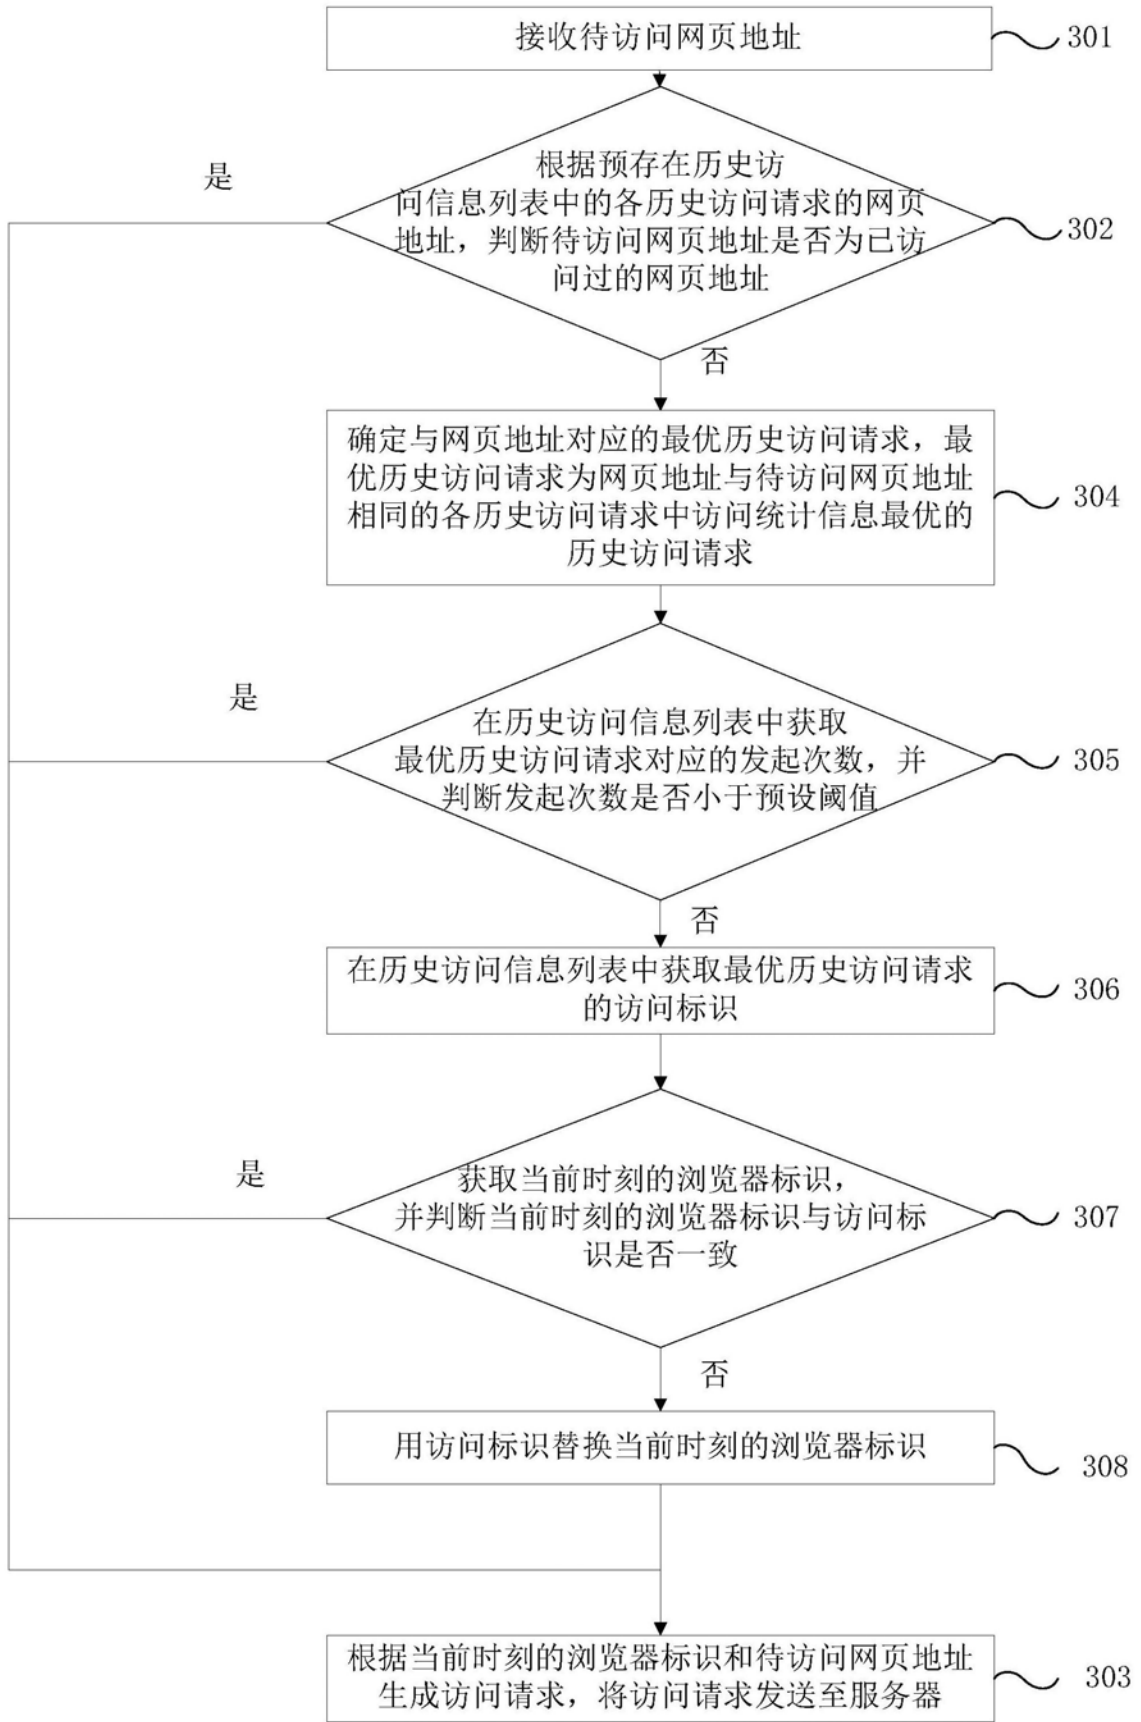 接收待访问网页地址
301
是
根据预存在历史访
问信息列表中的各历史访问请求的网页
地址，判断待访问网页地址是否为已访
问过的网页地址
302
否
确定与网页地址对应的最优历史访问请求，最
优历史访问请求为网页地址与待访问网页地址
相同的各历史访问请求中访问统计信息最优的
历史访问请求
304
是
在历史访问信息列表中获取
最优历史访问请求对应的发起次数，并
判断发起次数是否小于预设阈值
305
否
在历史访问信息列表中获取最优历史访问请求
的访问标识
306
是
获取当前时刻的浏览器标识，
并判断当前时刻的浏览器标识与访问标
识是否一致
307
否
用访问标识替换当前时刻的浏览器标识
308
根据当前时刻的浏览器标识和待访问网页地址
生成访问请求，将访问请求发送至服务器
303